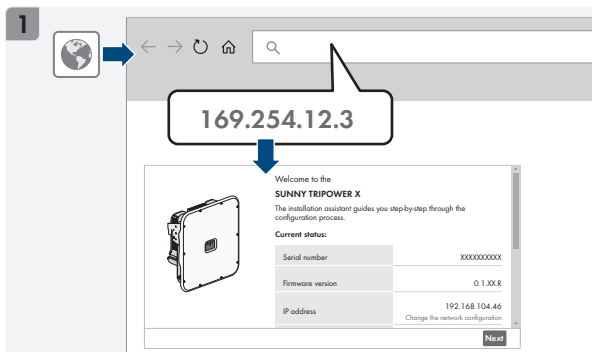 1
169.254.12.3
Welcome to the
SUNNY TRIPOWER X
The installation assistant guides you step-by-step through the
configuration process.
Current status:
Serial number XXXXXXXXXX
Firmware version 0.1.XX.R
IP address 192.168.104.46
Change the network configuration
Next